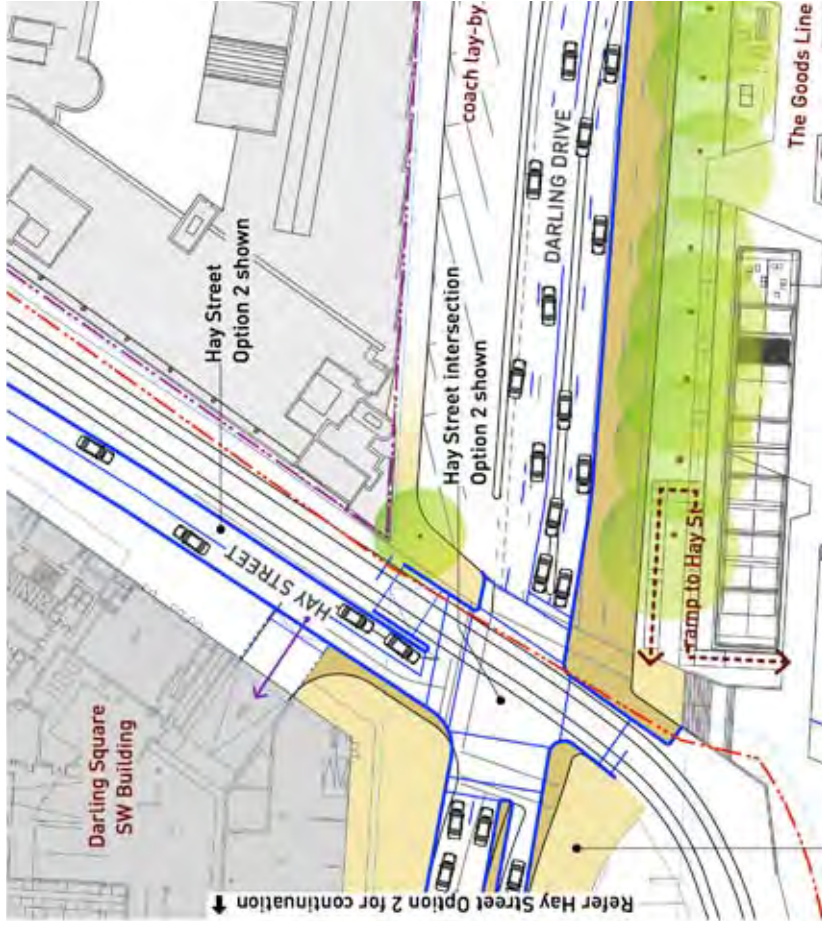 The Goods Line
coach lay-by
DARLING DRIVE
Hay Street
Option 2 shown
Hay Street intersection
Option 2 shown
ramp to Hay St
HAY STREET
Darling Square
SW Building
Refer Hay Street Option 2 for continuation